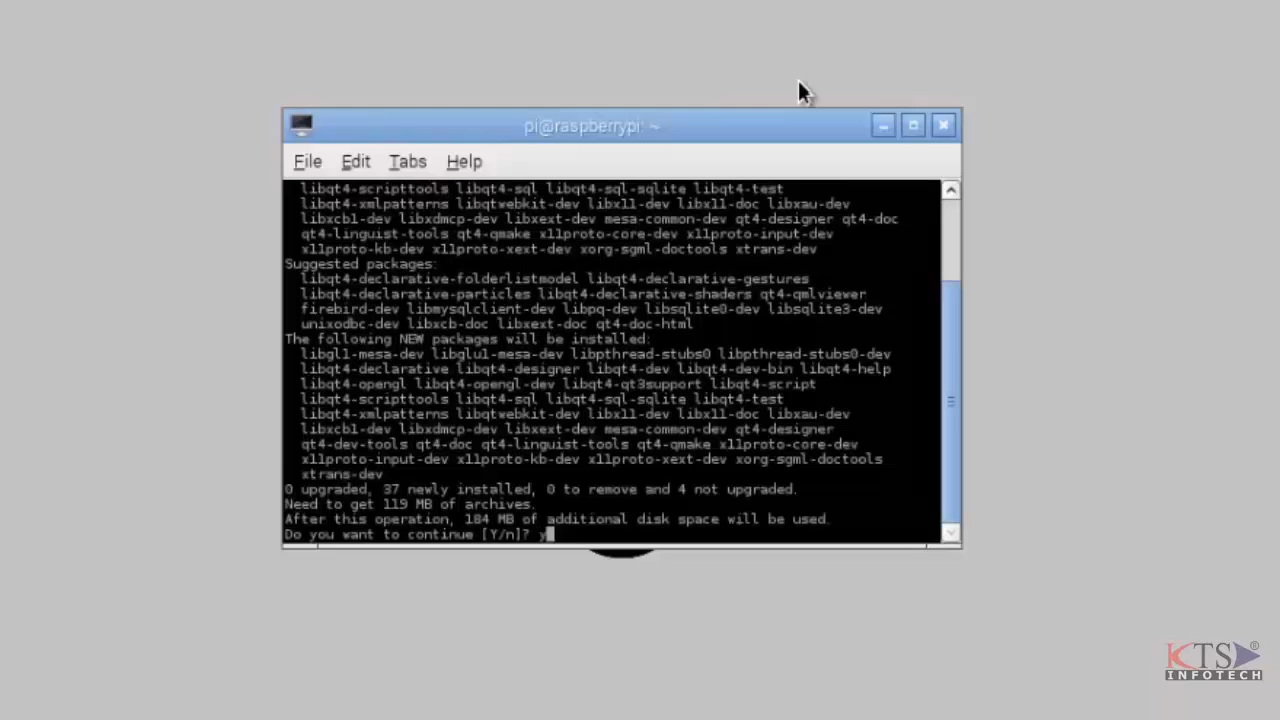 pi@raspberrypi: ~
File Edit Tabs Help
libqt4-scripttools libqt4-sql libqt4-sql-sqlite libqt4-test
libqt4-xmlpatterns libqtwebkit-dev libx11-dev libx11-doc libxau-dev
libxcb1-dev libxdmcp-dev libxext-dev mesa-common-dev qt4-designer qt4-doc
qt4-linguist-tools qt4-qmake x11proto-core-dev x11proto-input-dev
x11proto-kb-dev x11proto-xext-dev xorg-sgml-doctools xtrans-dev
Suggested packages:
libqt4-declarative-folderlistmodel libqt4-declarative-gestures
libqt4-declarative-particles libqt4-declarative-shaders qt4-qmlviewer
firebird-dev libmysqlclient-dev libpq-dev libsqlite0-dev libsqlite3-dev
unixodbc-dev libxcb-doc libxext-doc qt4-doc-html
The following NEW packages will be installed:
libgl1-mesa-dev libglu1-mesa-dev libpthread-stubs0 libpthread-stubs0-dev
libqt4-declarative libqt4-designer libqt4-dev libqt4-dev-bin libqt4-help
libqt4-opengl libqt4-opengl-dev libqt4-qt3support libqt4-script
libqt4-scripttools libqt4-sql libqt4-sql-sqlite libqt4-test
libqt4-xmlpatterns libqtwebkit-dev libx11-dev libx11-doc libxau-dev
libxcb1-dev libxdmcp-dev libxext-dev mesa-common-dev qt4-designer
qt4-dev-tools qt4-doc qt4-linguist-tools qt4-qmake x11proto-core-dev
x11proto-input-dev x11proto-kb-dev x11proto-xext-dev xorg-sgml-doctools
xtrans-dev
0 upgraded, 37 newly installed, 0 to remove and 4 not upgraded.
Need to get 119 MB of archives.
After this operation, 184 MB of additional disk space will be used.
Do you want to continue [Y/n]? y
KTS®
INFOTECH